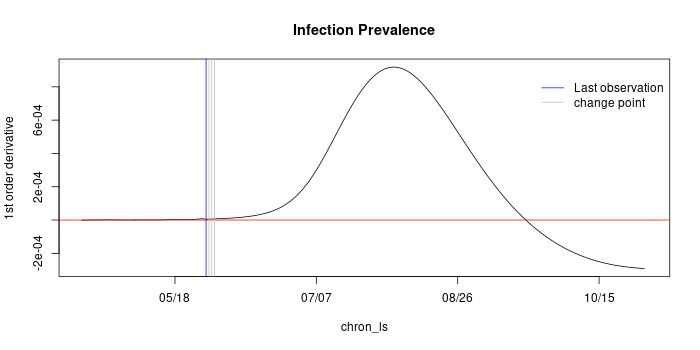 Infection Prevalence
Last observation
change point
1st order derivative
6e-04
2e-04
-2e-04
05/18
07/07
08/26
10/15
chron_ls